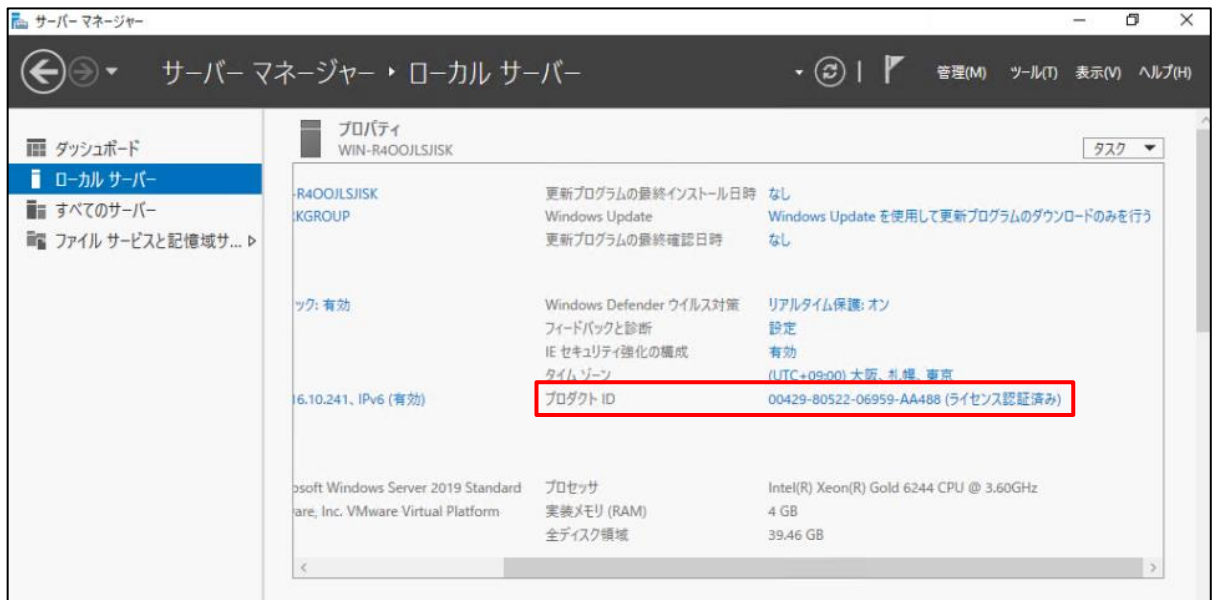 サーバー マネージャー
サーバー マネージャー ・ ローカル サーバー
管理(M) ツール(T) 表示(V) ヘルプ(H)
ダッシュボード
ローカル サーバー
すべてのサーバー
ファイル サービスと記憶域サ...
プロパティ
WIN-R4OOJLSJISK
タスク
-R4OOJLSJISK 更新プログラムの最終インストール日時 なし
KGROUP Windows Update Windows Update を使用して更新プログラムのダウンロードのみを行う
更新プログラムの最終確認日時 なし
ック: 有効 Windows Defender ウイルス対策 リアルタイム保護: オン
フィードバックと診断 設定
IE セキュリティ強化の構成 有効
タイム ゾーン (UTC+09:00) 大阪、札幌、東京
16.10.241、IPv6 (有効) プロダクト ID 00429-80522-06959-AA488 (ライセンス認証済み)
osoft Windows Server 2019 Standard プロセッサ Intel(R) Xeon(R) Gold 6244 CPU @ 3.60GHz
are, Inc. VMware Virtual Platform 実装メモリ (RAM) 4 GB
全ディスク領域 39.46 GB